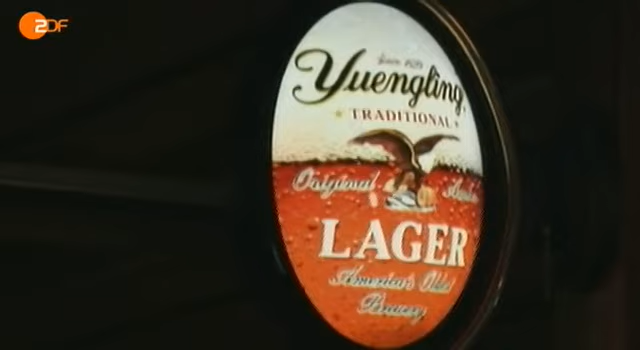 ZDF
Since 1829
Yuengling
TRADITIONAL
Original
LAGER
America's Oldest
Brewery